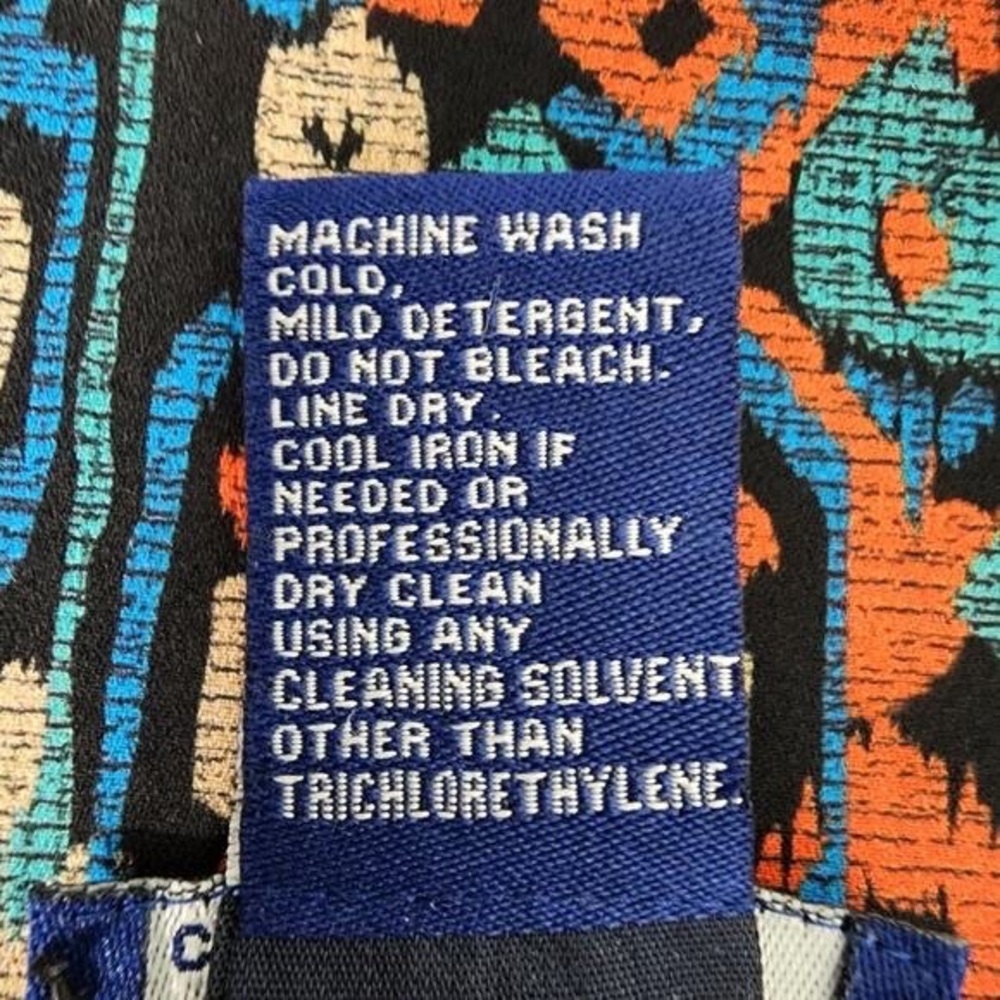 MACHINE WASH
COLD,
MILD DETERGENT,
DO NOT BLEACH.
LINE DRY.
COOL IRON IF
NEEDED OR
PROFESSIONALLY
DRY CLEAN
USING ANY
CLEANING SOLVENT
OTHER THAN
TRICHLORETHYLENE.
C